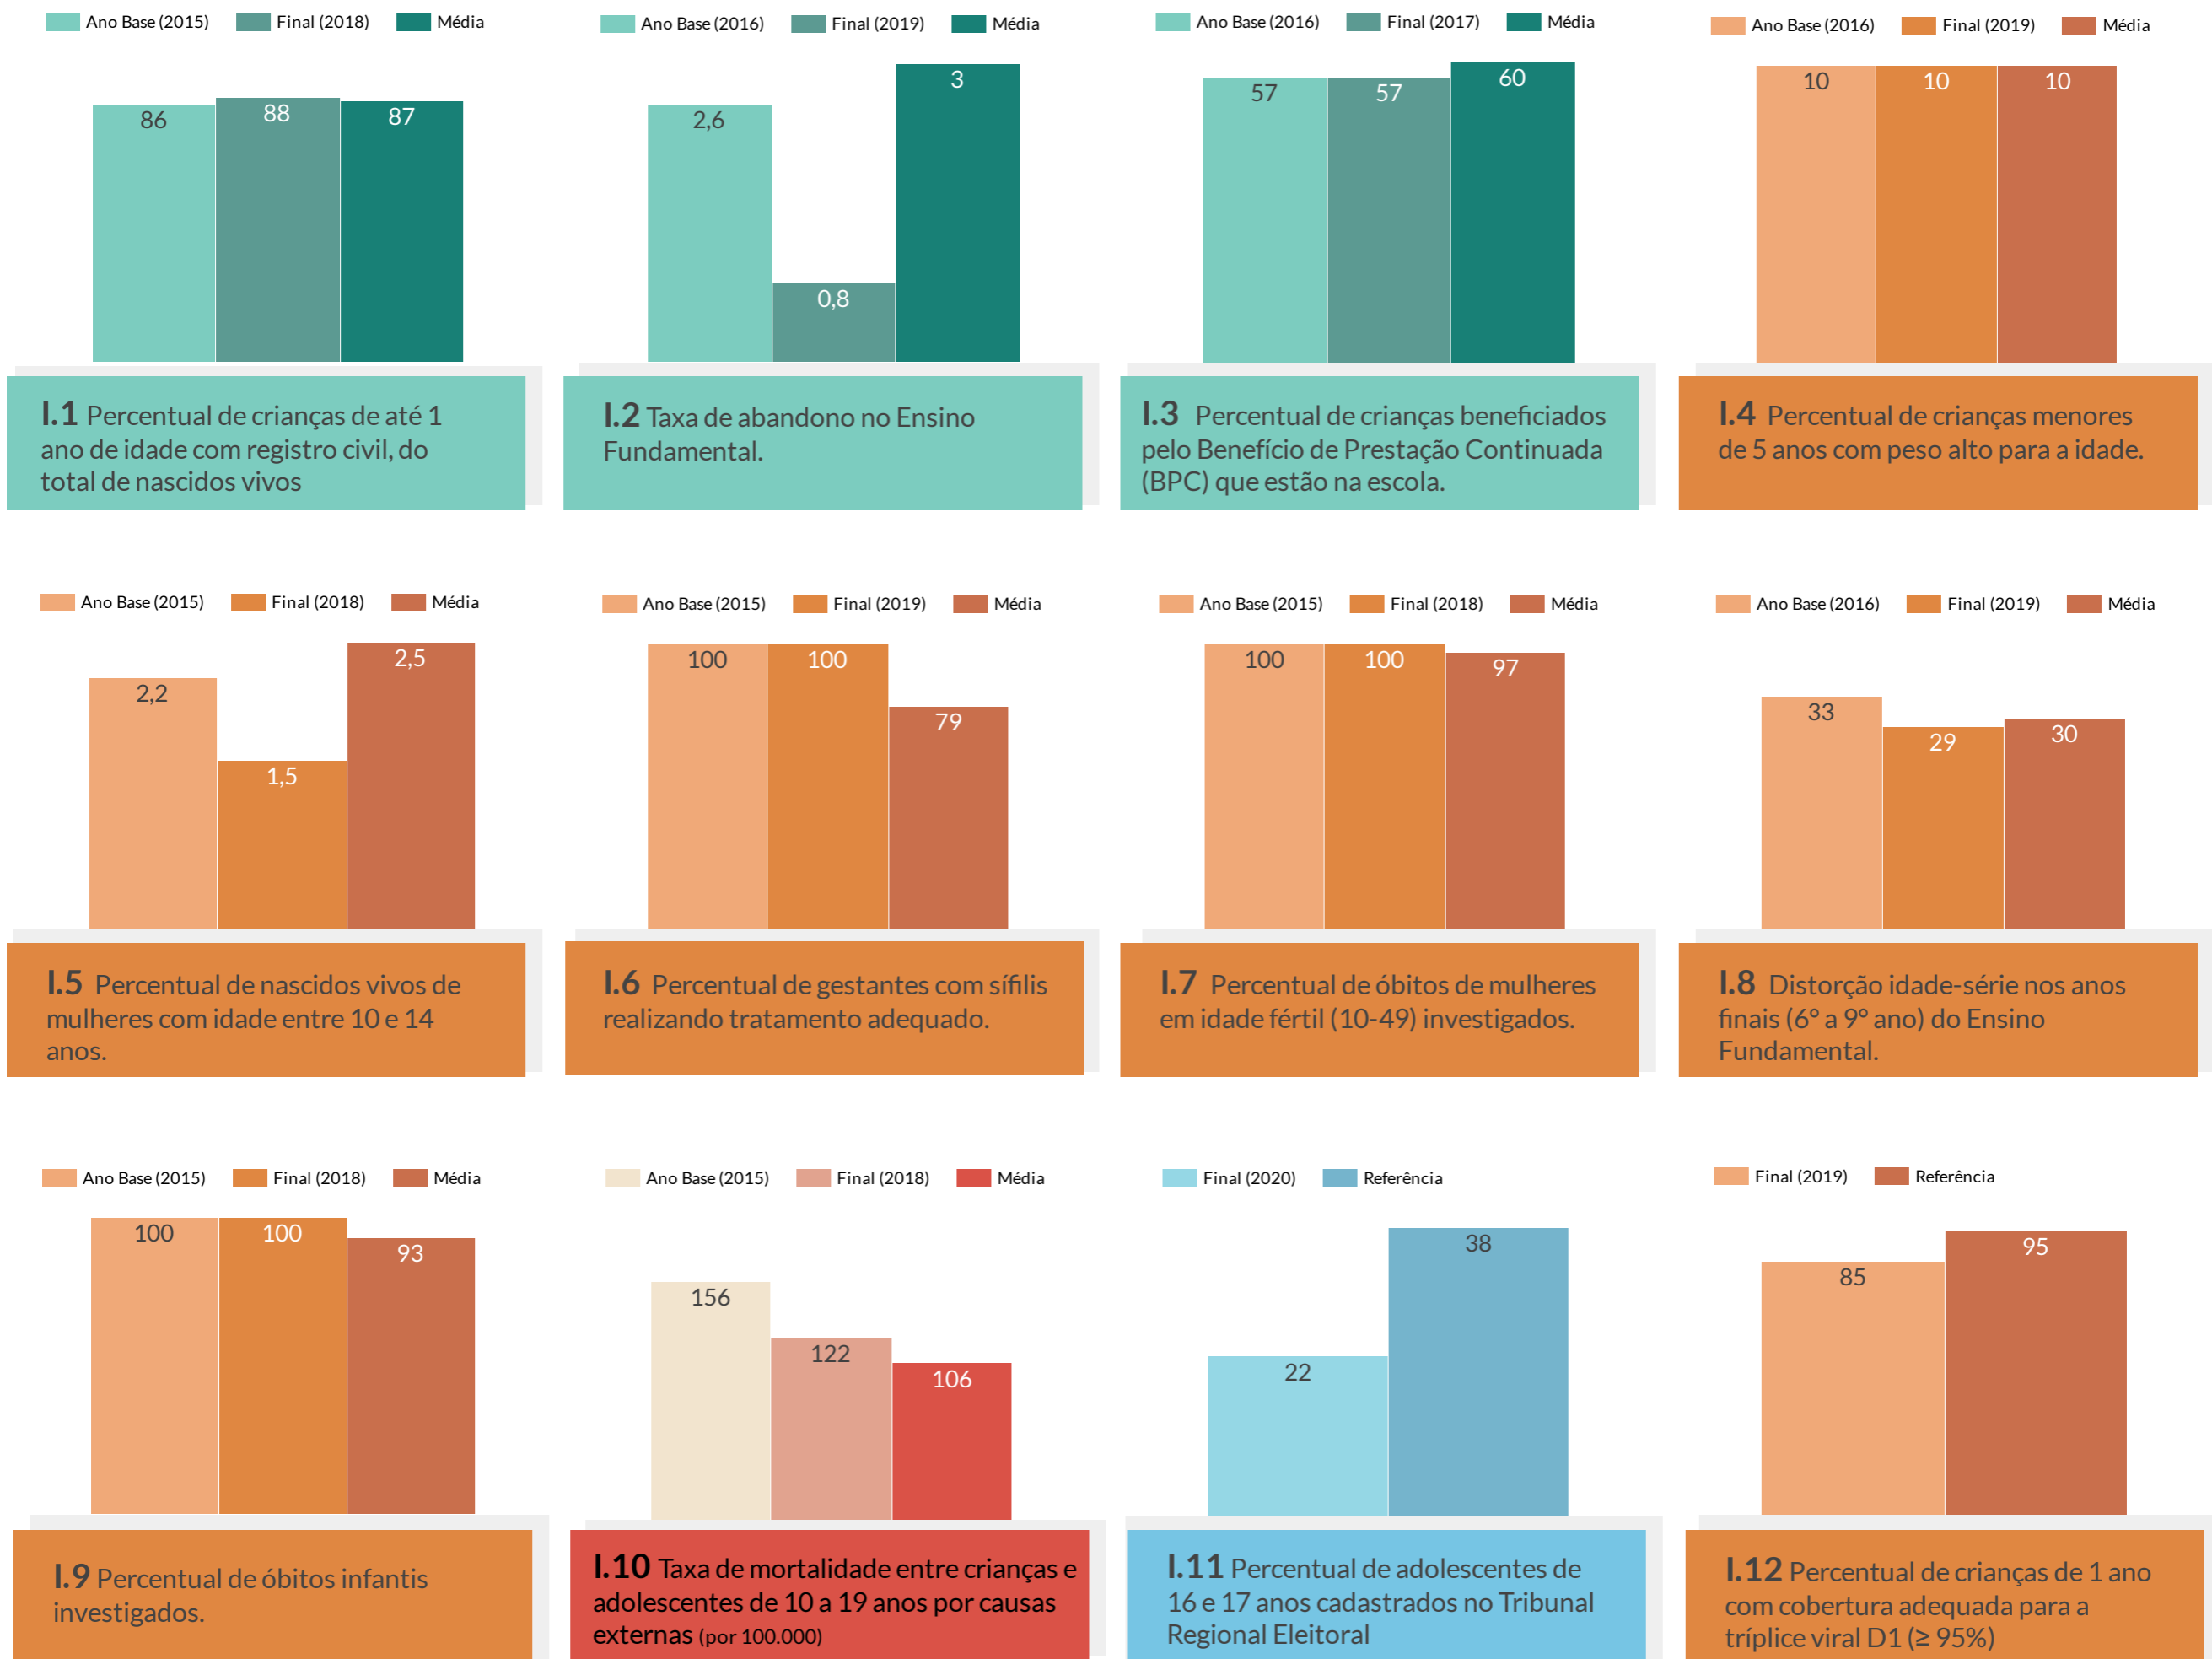 Ano Base (2015) Final (2018) Média
86
88
87
I.1 Percentual de crianças de até 1
ano de idade com registro civil, do
total de nascidos vivos
Ano Base (2016) Final (2019) Média
2,6
0,8
3
I.2 Taxa de abandono no Ensino
Fundamental.
Ano Base (2016) Final (2017) Média
57
57
60
I.3 Percentual de crianças beneficiados
pelo Benefício de Prestação Continuada
(BPC) que estão na escola.
Ano Base (2016) Final (2019) Média
10
10
10
I.4 Percentual de crianças menores
de 5 anos com peso alto para a idade.
Ano Base (2015) Final (2018) Média
2,2
1,5
2,5
I.5 Percentual de nascidos vivos de
mulheres com idade entre 10 e 14
anos.
Ano Base (2015) Final (2019) Média
100
100
79
I.6 Percentual de gestantes com sífilis
realizando tratamento adequado.
Ano Base (2015) Final (2018) Média
100
100
97
I.7 Percentual de óbitos de mulheres
em idade fértil (10-49) investigados.
Ano Base (2016) Final (2019) Média
33
29
30
I.8 Distorção idade-série nos anos
finais (6° a 9° ano) do Ensino
Fundamental.
Ano Base (2015) Final (2018) Média
100
100
93
I.9 Percentual de óbitos infantis
investigados.
Ano Base (2015) Final (2018) Média
156
122
106
I.10 Taxa de mortalidade entre crianças e
adolescentes de 10 a 19 anos por causas
externas (por 100.000)
Final (2020) Referência
22
38
I.11 Percentual de adolescentes de
16 e 17 anos cadastrados no Tribunal
Regional Eleitoral
Final (2019) Referência
85
95
I.12 Percentual de crianças de 1 ano
com cobertura adequada para a
tríplice viral D1 (≥ 95%)